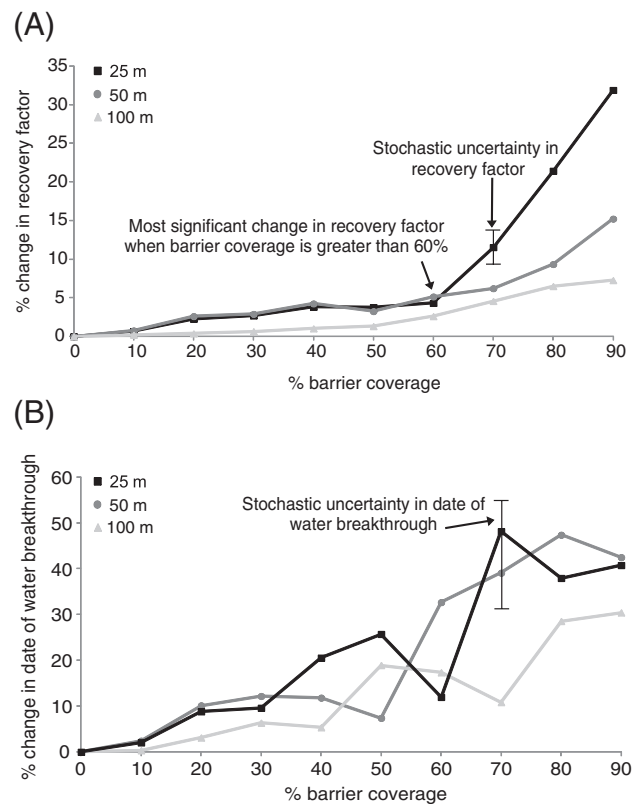 (A)
% change in recovery factor
35
30
25
20
15
10
5
0
25 m
50 m
100 m
Stochastic uncertainty in
recovery factor
Most significant change in recovery factor
when barrier coverage is greater than 60%
0 10 20 30 40 50 60 70 80 90
% barrier coverage
(B)
% change in date of water breakthrough
60
50
40
30
20
10
0
25 m
50 m
100 m
Stochastic uncertainty in date of
water breakthrough
0 10 20 30 40 50 60 70 80 90
% barrier coverage